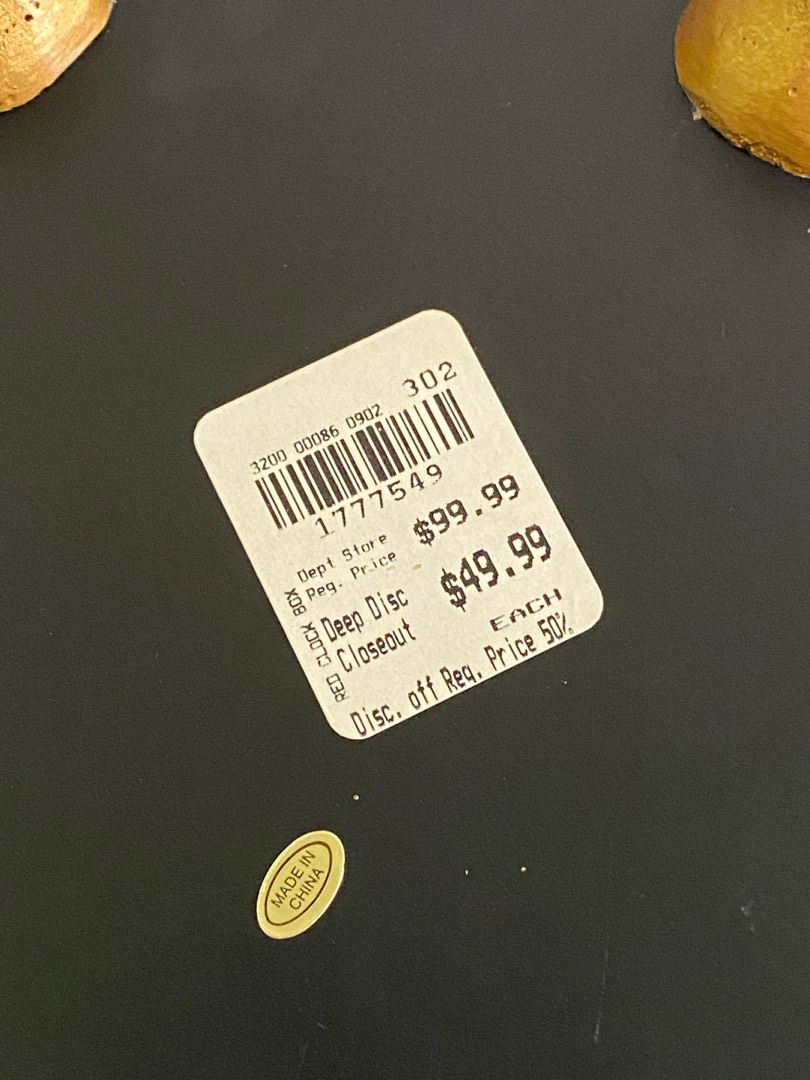 302
3200 00086 0902
1777549
Dept Store
Reg. Price
$99.99
Deep Disc
Closeout
$49.99
EACH
Disc. off Reg. Price 50%
RED CLOCK BOX
MADE IN
CHINA